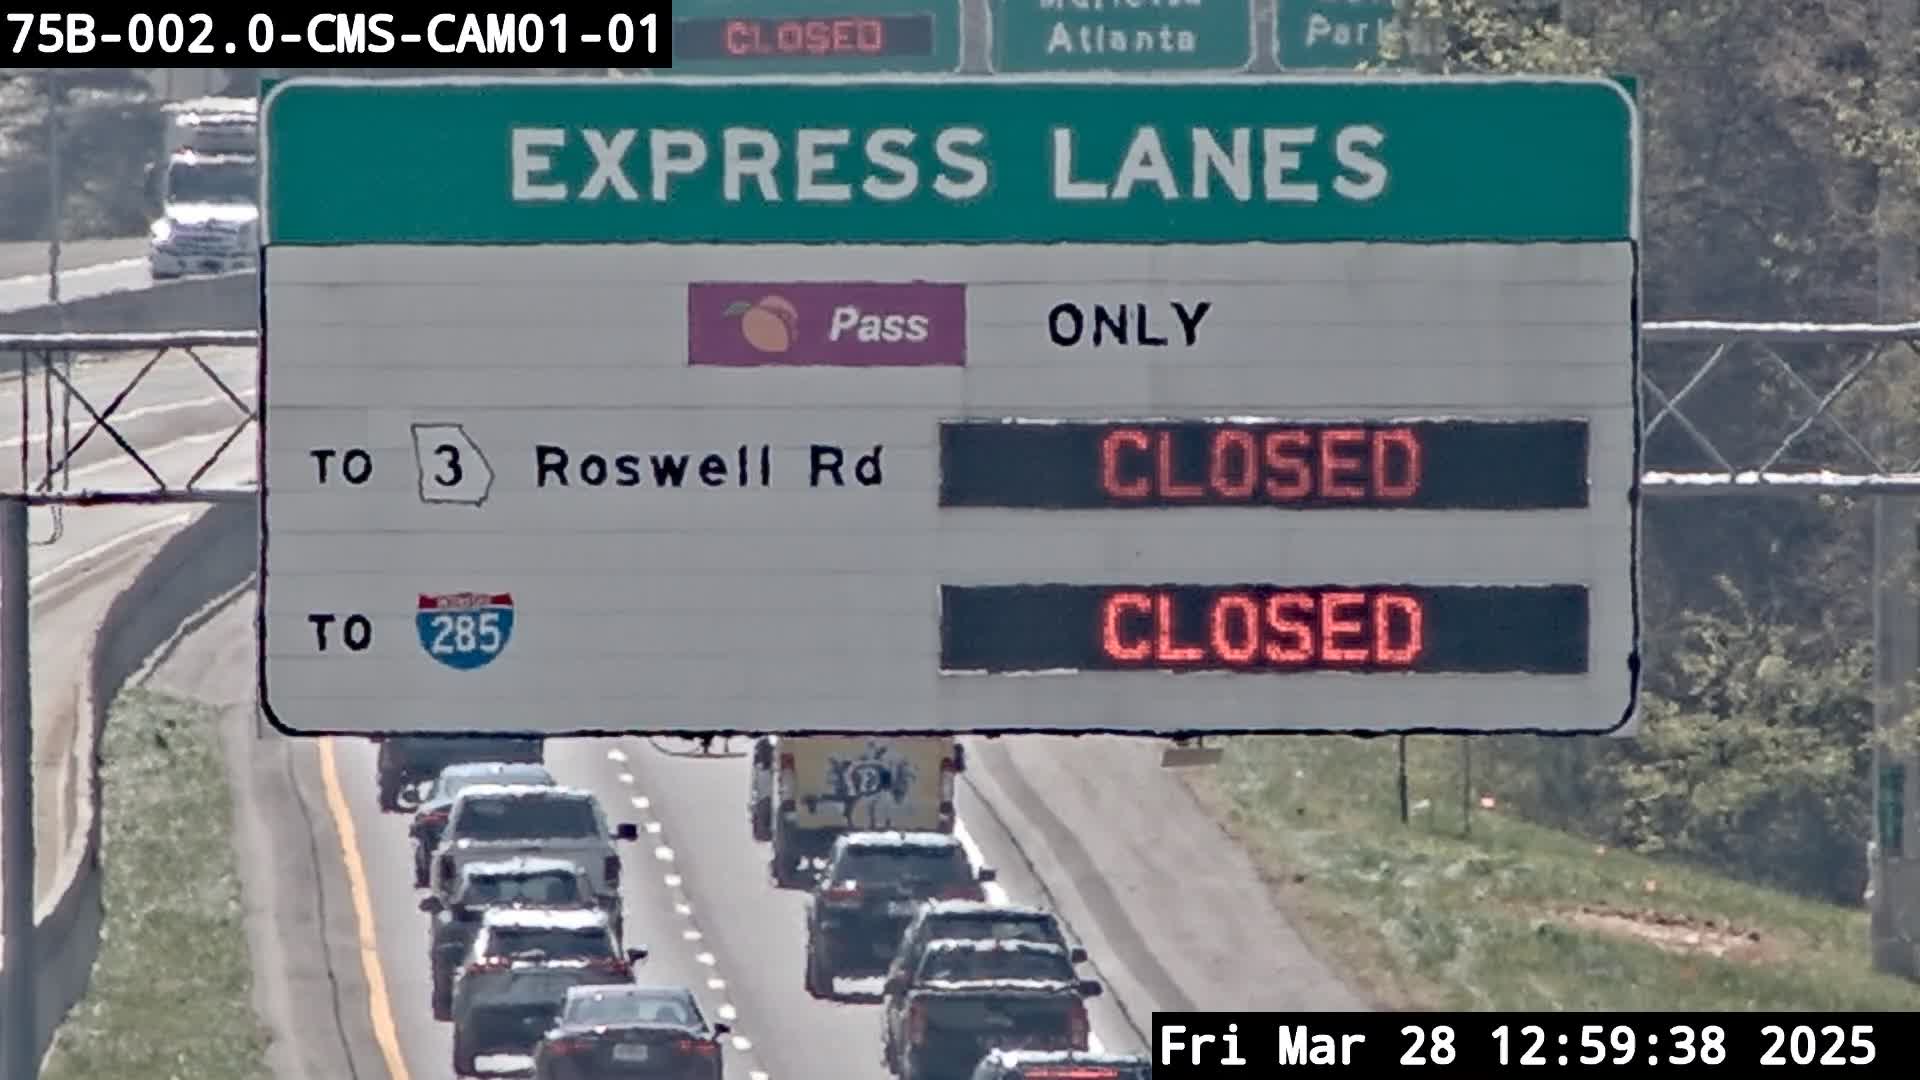 75B-002.0-CMS-CAM01-01
CLOSED
Atlanta
EXPRESS LANES
Pass ONLY
TO 3 Roswell Rd CLOSED
TO INTERSTATE 285 CLOSED
Fri Mar 28 12:59:38 2025